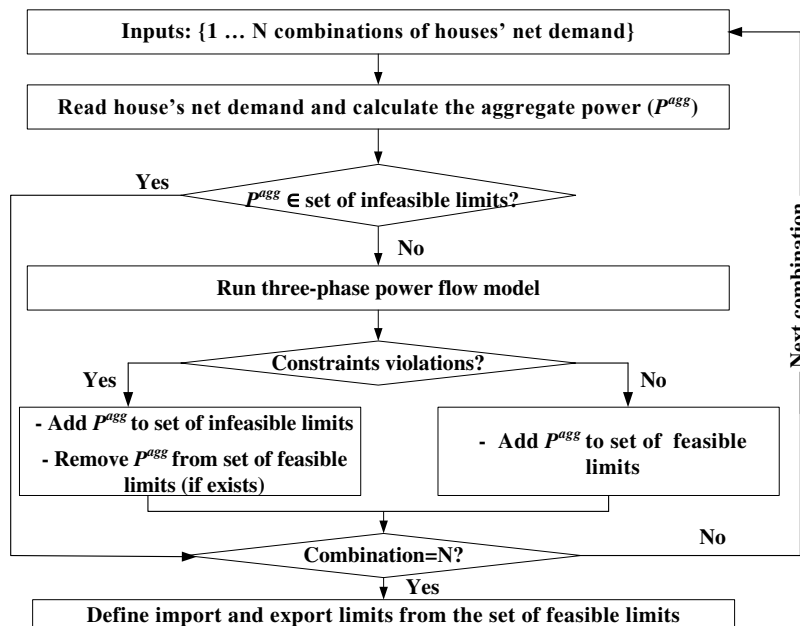 Inputs: {1 … N combinations of houses' net demand}
Read house's net demand and calculate the aggregate power (P^agg)
Yes
P^agg ∈ set of infeasible limits?
No
Run three-phase power flow model
Constraints violations?
Yes
No
- Add P^agg to set of infeasible limits
- Remove P^agg from set of feasible
limits (if exists)
- Add P^agg to set of feasible
limits
Combination=N?
No
Next combination
Yes
Define import and export limits from the set of feasible limits